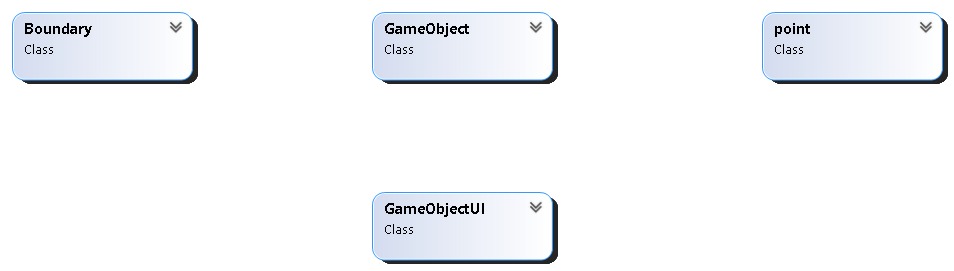 Boundary
Class
GameObject
Class
point
Class
GameObjectUI
Class